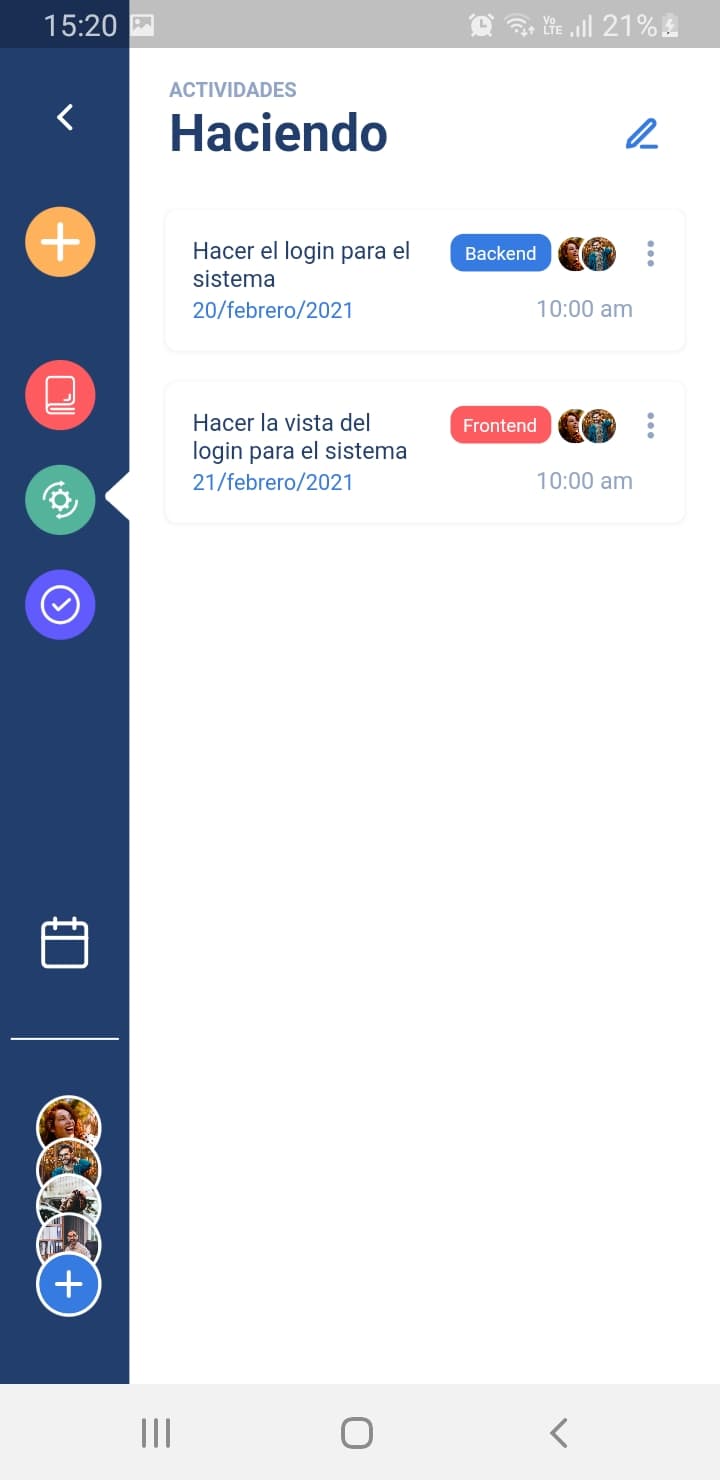 15:20
Vo
LTE
21%
ACTIVIDADES
Haciendo
Hacer el login para el
sistema
Backend
20/febrero/2021
10:00 am
Hacer la vista del
login para el sistema
Frontend
21/febrero/2021
10:00 am